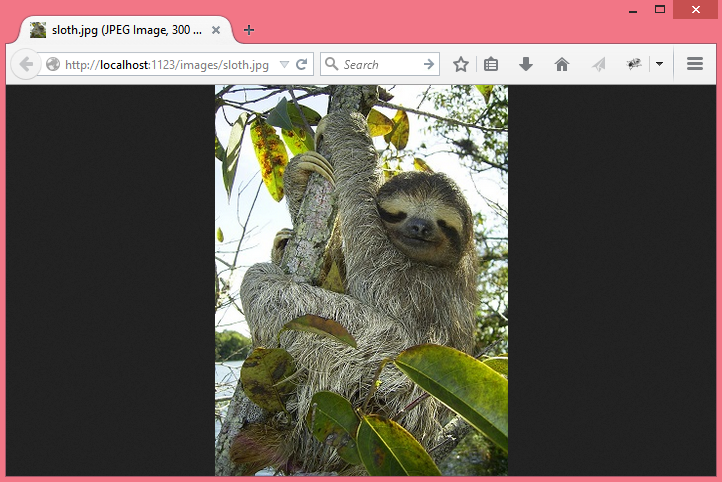 sloth.jpg (JPEG Image, 300 ...
http://localhost:1123/images/sloth.jpg
Search